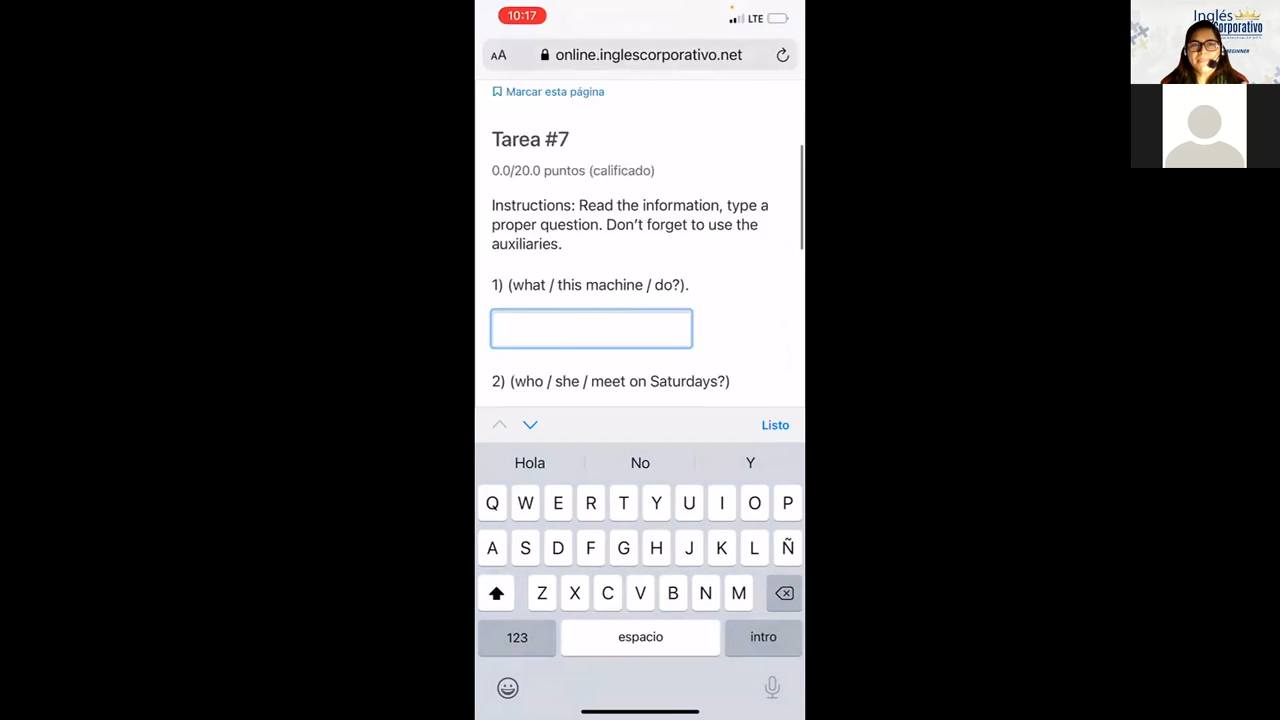 10:17
LTE
AA
online.inglescorporativo.net
Marcar esta página
Tarea #7
0.0/20.0 puntos (calificado)
Instructions: Read the information, type a
proper question. Don’t forget to use the
auxiliaries.
1) (what / this machine / do?).
2) (who / she / meet on Saturdays?)
Listo
Hola No Y
Q W E R T Y U I O P
A S D F G H J K L Ñ
Z X C V B N M
123 espacio intro
Inglés
Corporativo
BEGINNER